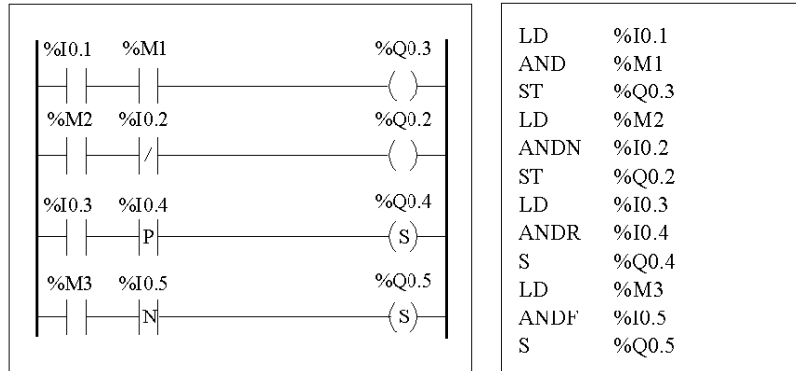 %I0.1 %M1 %Q0.3
%M2 %I0.2 %Q0.2
/
%I0.3 %I0.4 %Q0.4
P S
%M3 %I0.5 %Q0.5
N S
LD %I0.1
AND %M1
ST %Q0.3
LD %M2
ANDN %I0.2
ST %Q0.2
LD %I0.3
ANDR %I0.4
S %Q0.4
LD %M3
ANDF %I0.5
S %Q0.5